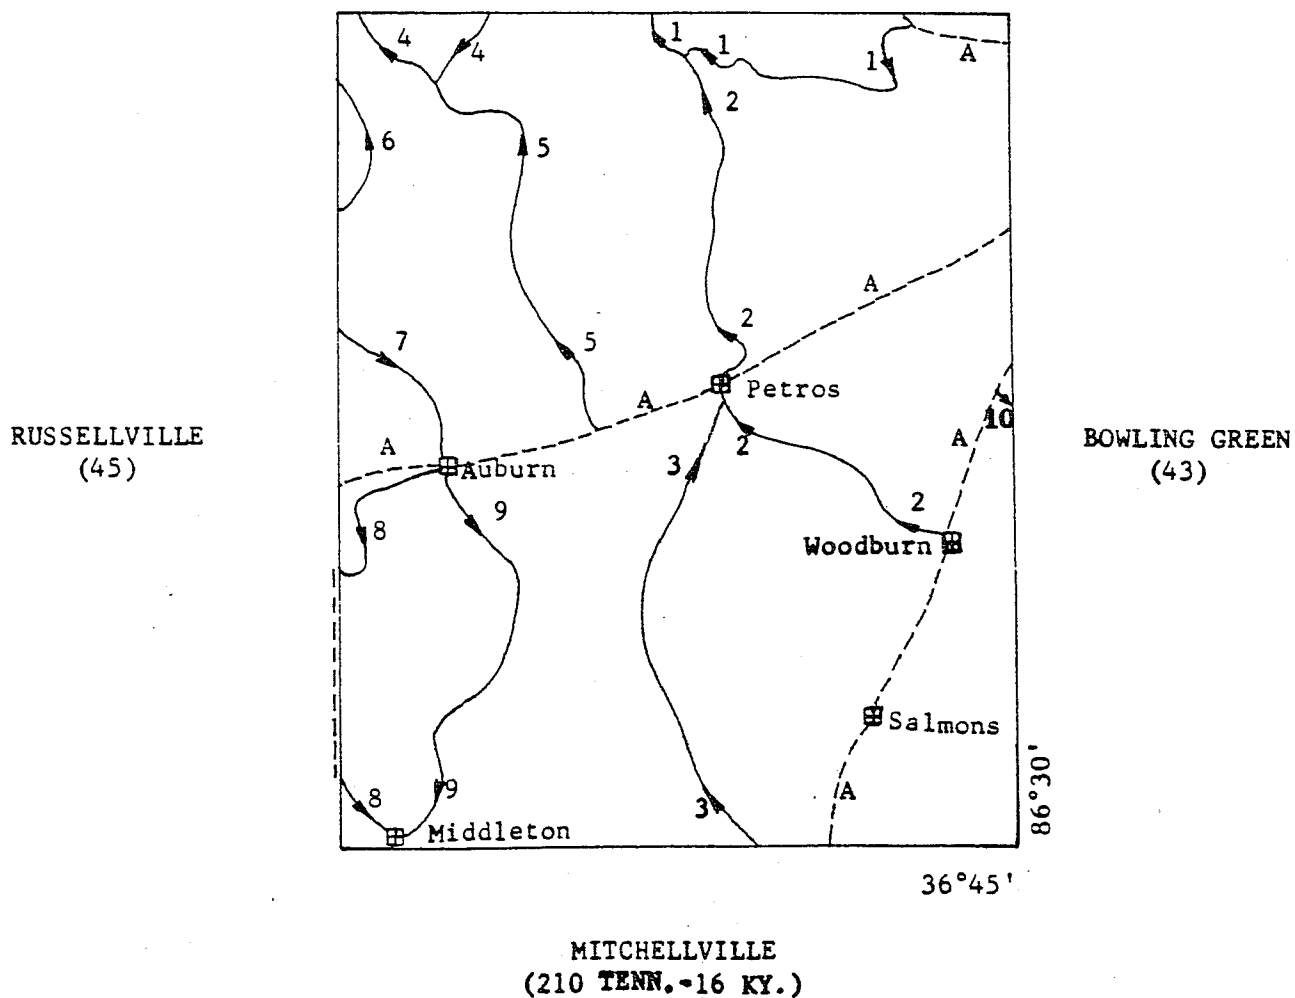 4
4
1
1
1
A
2
6
5
A
2
7
5
Petros
A
10
RUSSELLVILLE
(45)
A
Auburn
3
2
A
BOWLING GREEN
(43)
8
9
2
Woodburn
Salmons
8
9
3
A
Middleton
86°30'
36°45'
MITCHELLVILLE
(210 TENN.-16 KY.)